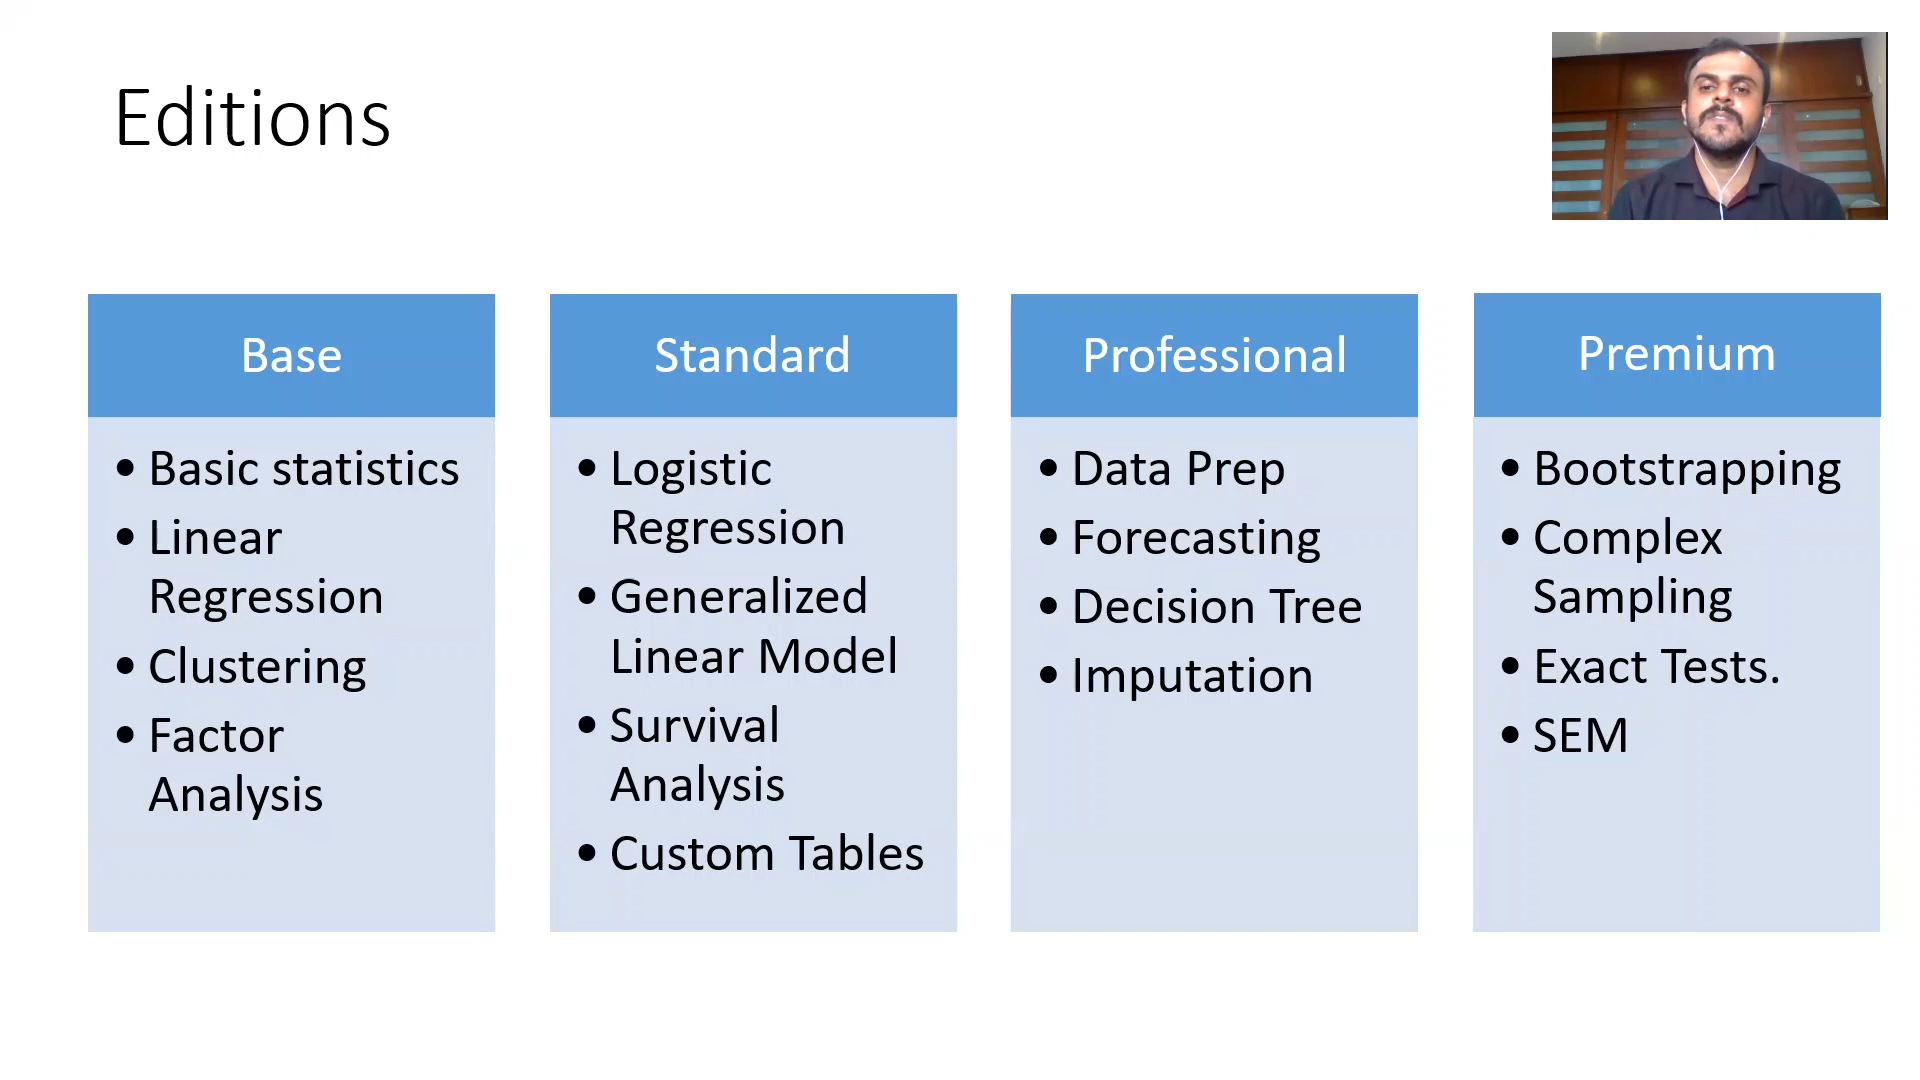 Editions
Base
• Basic statistics
• Linear
Regression
• Clustering
• Factor
Analysis
Standard
• Logistic
Regression
• Generalized
Linear Model
• Survival
Analysis
• Custom Tables
Professional
• Data Prep
• Forecasting
• Decision Tree
• Imputation
Premium
• Bootstrapping
• Complex
Sampling
• Exact Tests.
• SEM